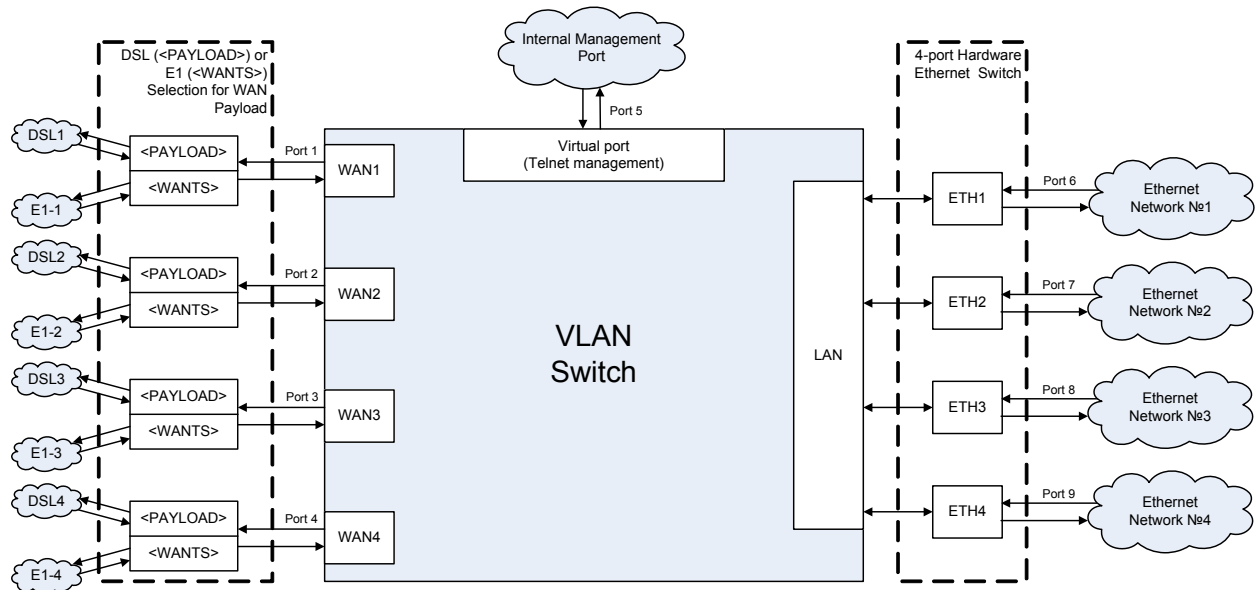 DSL (<PAYLOAD>) or
E1 (<WANTS>)
Selection for WAN
Payload
Internal Management
Port
4-port Hardware
Ethernet Switch
Port 5
Virtual port
(Telnet management)
DSL1
<PAYLOAD>
<WANTS>
E1-1
Port 1
WAN1
DSL2
<PAYLOAD>
<WANTS>
E1-2
Port 2
WAN2
DSL3
<PAYLOAD>
<WANTS>
E1-3
Port 3
WAN3
DSL4
<PAYLOAD>
<WANTS>
E1-4
Port 4
WAN4
VLAN
Switch
LAN
ETH1
Port 6
Ethernet
Network №1
ETH2
Port 7
Ethernet
Network №2
ETH3
Port 8
Ethernet
Network №3
ETH4
Port 9
Ethernet
Network №4